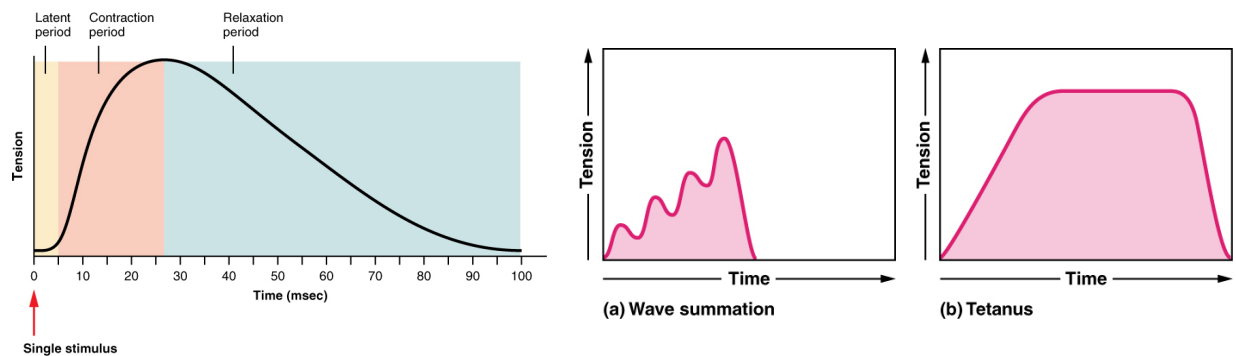 Latent
period
Contraction
period
Relaxation
period
Tension
0 10 20 30 40 50 60 70 80 90 100
Time (msec)
Single stimulus
Tension
Time
(a) Wave summation
Tension
Time
(b) Tetanus